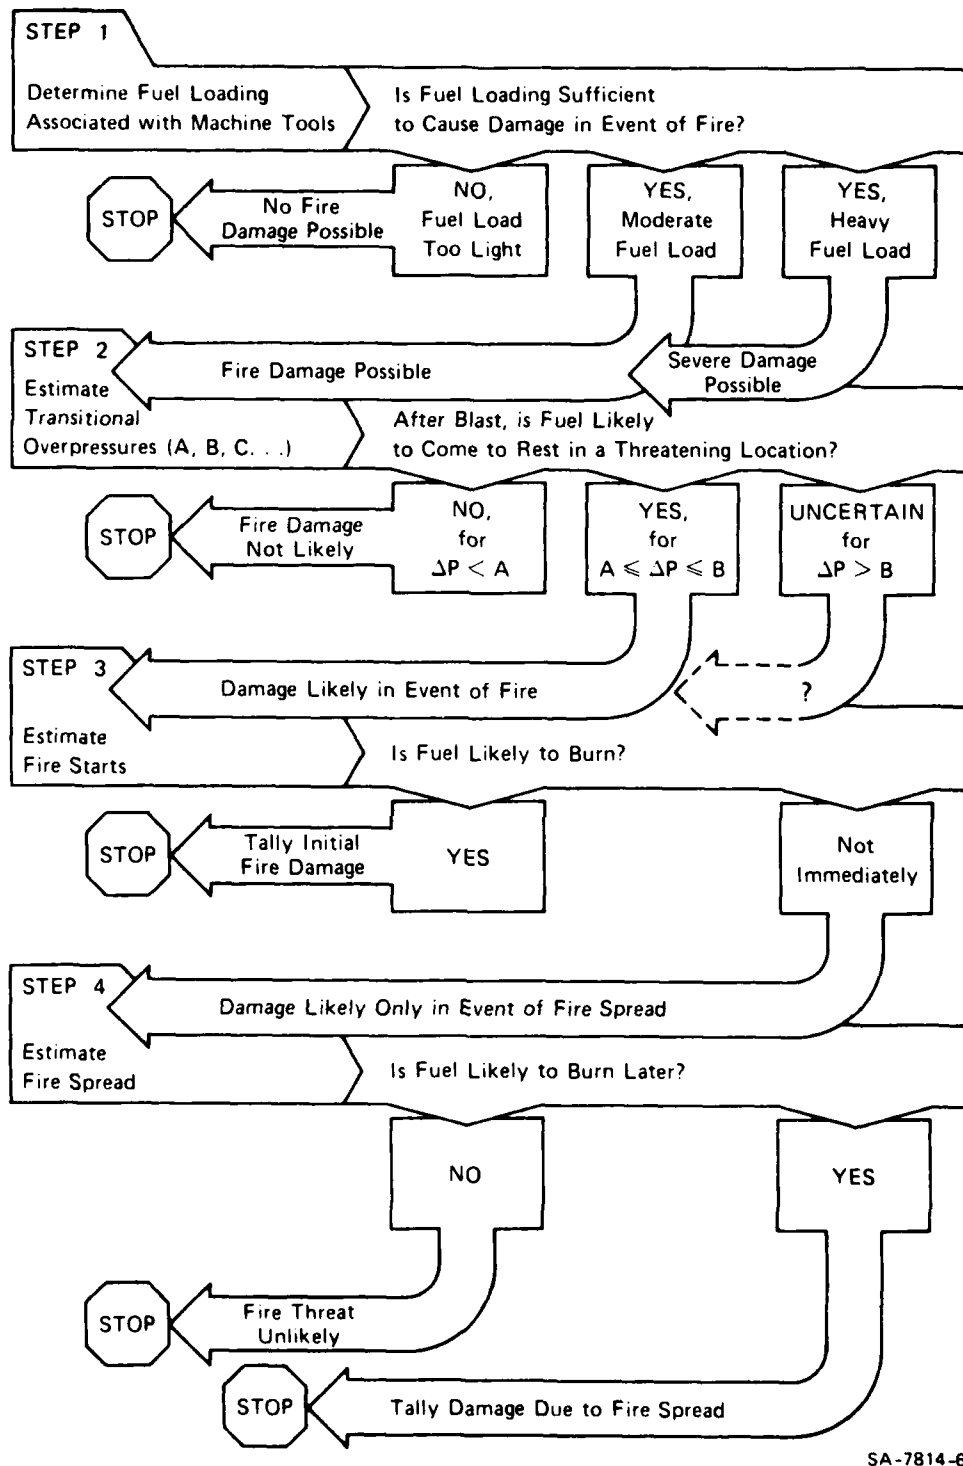 STEP 1
Determine Fuel Loading
Associated with Machine Tools
Is Fuel Loading Sufficient
to Cause Damage in Event of Fire?
STOP
No Fire
Damage Possible
NO,
Fuel Load
Too Light
YES,
Moderate
Fuel Load
YES,
Heavy
Fuel Load
STEP 2
Estimate
Transitional
Overpressures (A, B, C. . .)
Fire Damage Possible
Severe Damage
Possible
After Blast, is Fuel Likely
to Come to Rest in a Threatening Location?
STOP
Fire Damage
Not Likely
NO,
for
ΔP < A
YES,
for
A ⩽ ΔP ⩽ B
UNCERTAIN
for
ΔP > B
STEP 3
Estimate
Fire Starts
Damage Likely in Event of Fire
?
Is Fuel Likely to Burn?
STOP
Tally Initial
Fire Damage
YES
Not
Immediately
STEP 4
Estimate
Fire Spread
Damage Likely Only in Event of Fire Spread
Is Fuel Likely to Burn Later?
NO
YES
STOP
Fire Threat
Unlikely
STOP
Tally Damage Due to Fire Spread
SA-7814-6